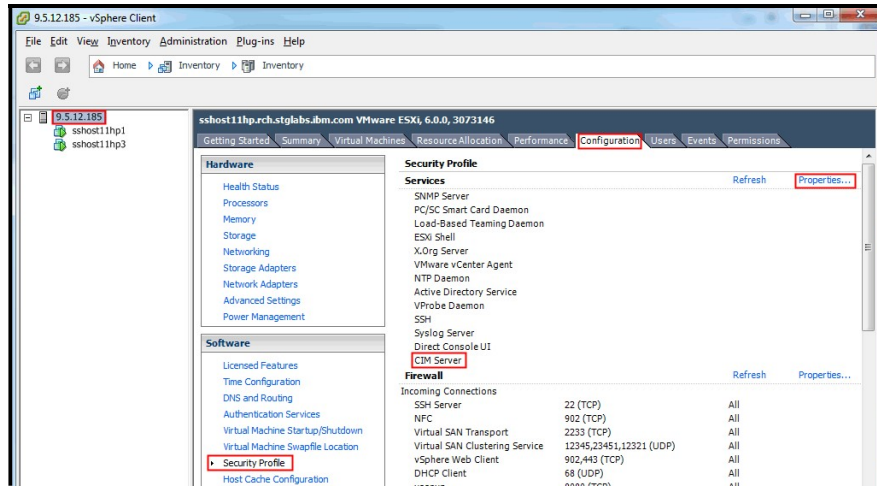 9.5.12.185 - vSphere Client
File Edit View Inventory Administration Plug-ins Help
Home Inventory Inventory
9.5.12.185
sshost11hp1
sshost11hp3
sshost11hp.rch.stglabs.ibm.com VMware ESXi, 6.0.0, 3073146
Getting Started Summary Virtual Machines Resource Allocation Performance Configuration Users Events Permissions
Hardware
Health Status
Processors
Memory
Storage
Networking
Storage Adapters
Network Adapters
Advanced Settings
Power Management
Software
Licensed Features
Time Configuration
DNS and Routing
Authentication Services
Virtual Machine Startup/Shutdown
Virtual Machine Swapfile Location
Security Profile
Host Cache Configuration
Security Profile
Services Refresh Properties...
SNMP Server
PC/SC Smart Card Daemon
Load-Based Teaming Daemon
ESXi Shell
X.Org Server
VMware vCenter Agent
NTP Daemon
Active Directory Service
VProbe Daemon
SSH
Syslog Server
Direct Console UI
CIM Server
Firewall Refresh Properties...
Incoming Connections
SSH Server 22 (TCP) All
NFC 902 (TCP) All
Virtual SAN Transport 2233 (TCP) All
Virtual SAN Clustering Service 12345,23451,12321 (UDP) All
vSphere Web Client 902,443 (TCP) All
DHCP Client 68 (UDP) All